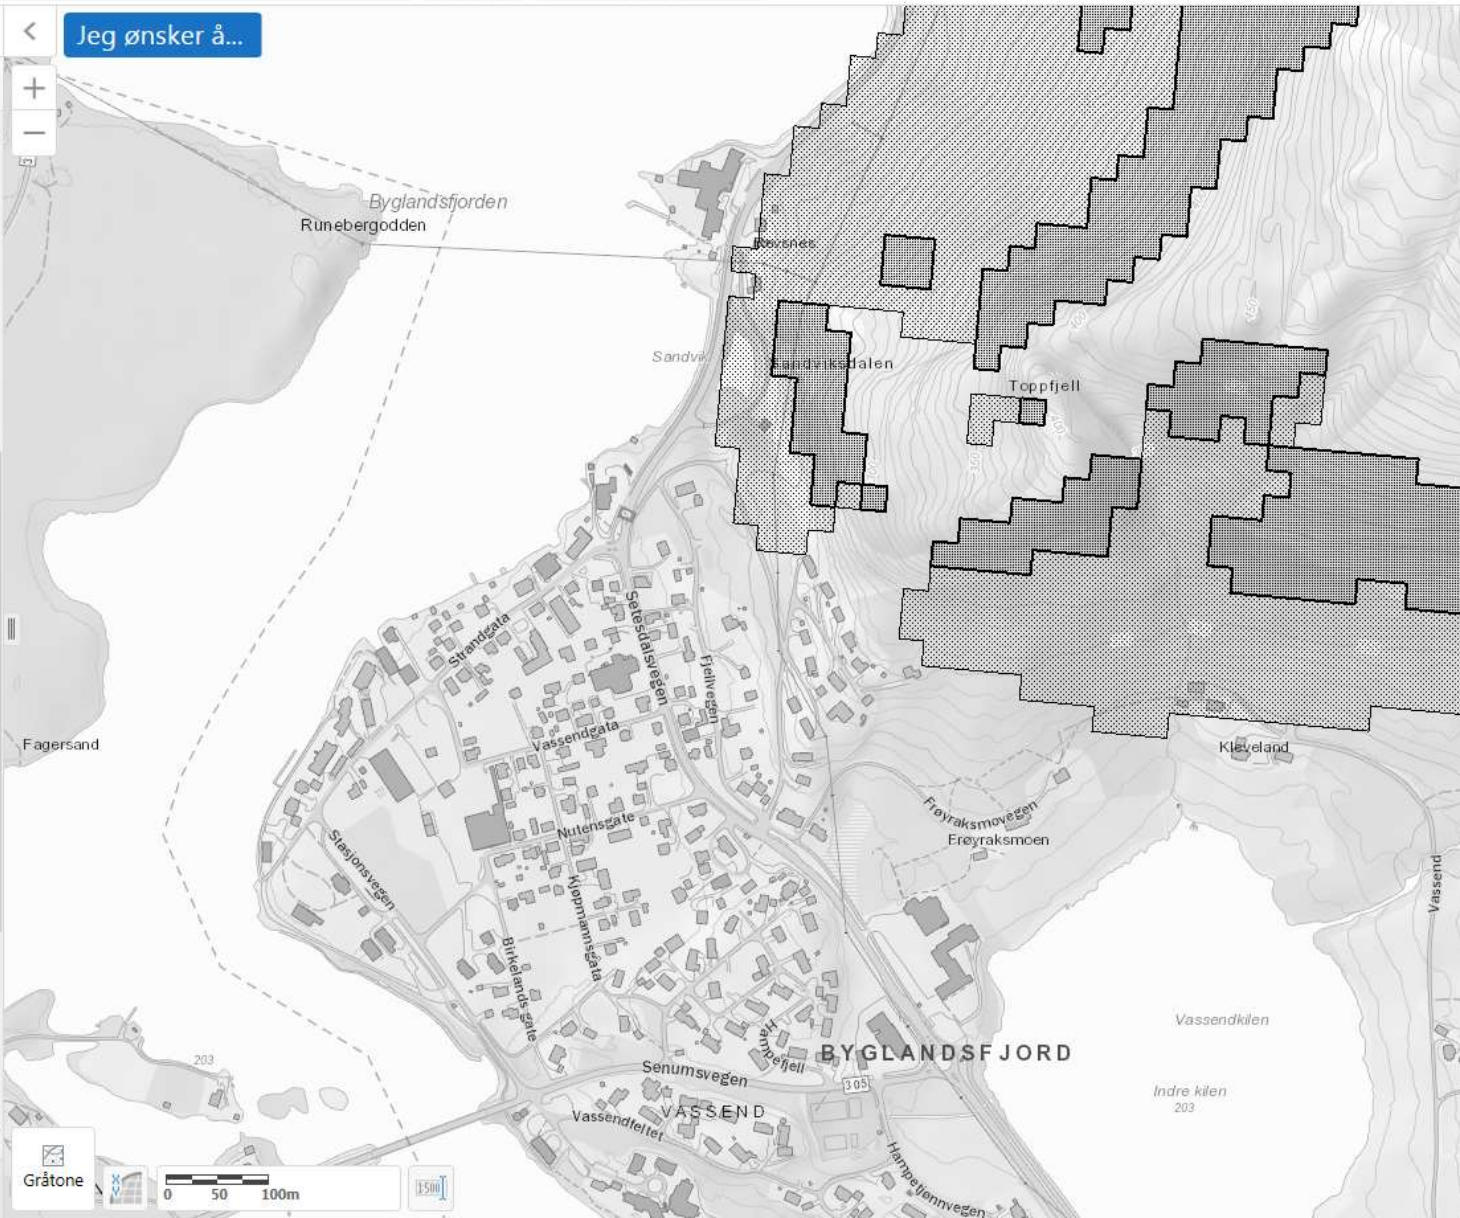 Jeg ønsker å...
+
−
Byglandsfjorden
Runebergodden
Revsnes
Sandvik
Sandviksdalen
Toppfjell
Strandgata
Setesdalsvegen
Fjellvegen
Vassendgata
Fagersand
Kleveland
Frøyraksmovegen
Frøyraksmoen
Nutensgate
Stasjonsvegen
Kjøpmannsgata
Birkelands gate
Vassend
Vassendkilen
Hampefjell
BYGLANDSFJORD
203
Senumsvegen
305
Indre kilen
203
VASSEND
Vassendfeltet
Hampetjønnvegen
Gråtone
X
Y
0 50 100m
1:500